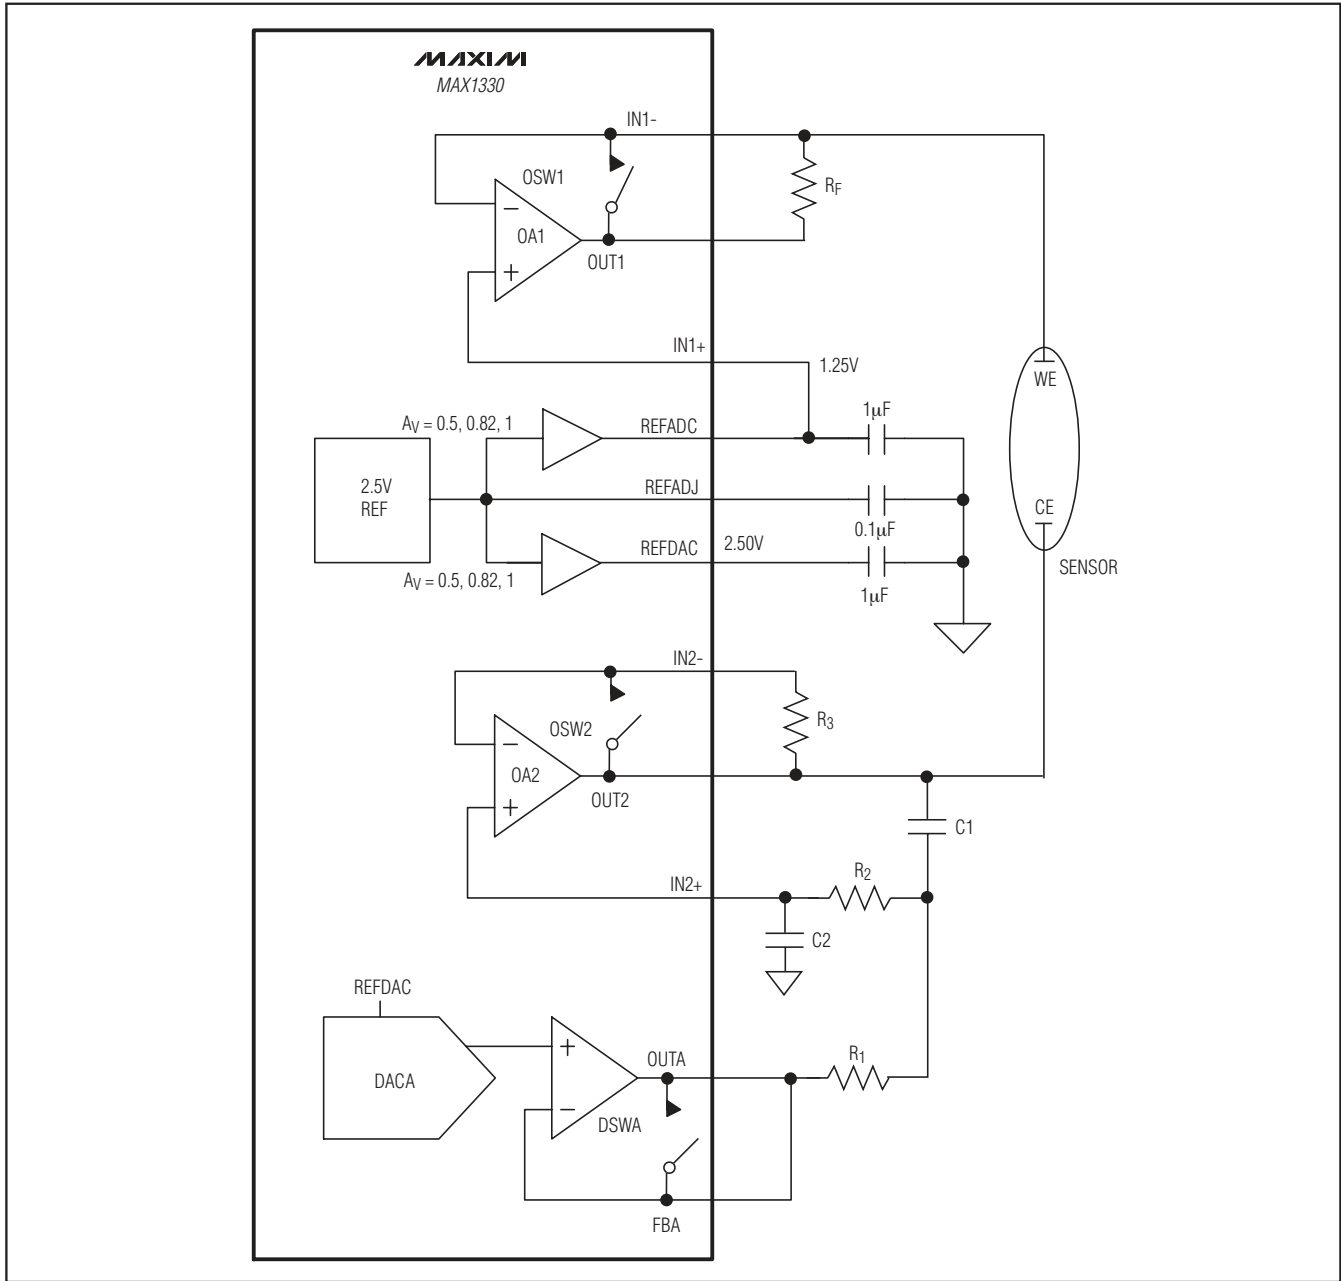 MAXIM
MAX1330
IN1-
OSW1
RF
−
OA1
OUT1
+
IN1+
1.25V
WE
1µF
AV = 0.5, 0.82, 1
REFADC
2.5V
REF
REFADJ
CE
0.1µF
REFDAC
2.50V
SENSOR
AV = 0.5, 0.82, 1
1µF
IN2-
R3
OSW2
−
OA2
OUT2
+
C1
R2
IN2+
C2
REFDAC
+
OUTA
R1
DACA
−
DSWA
FBA